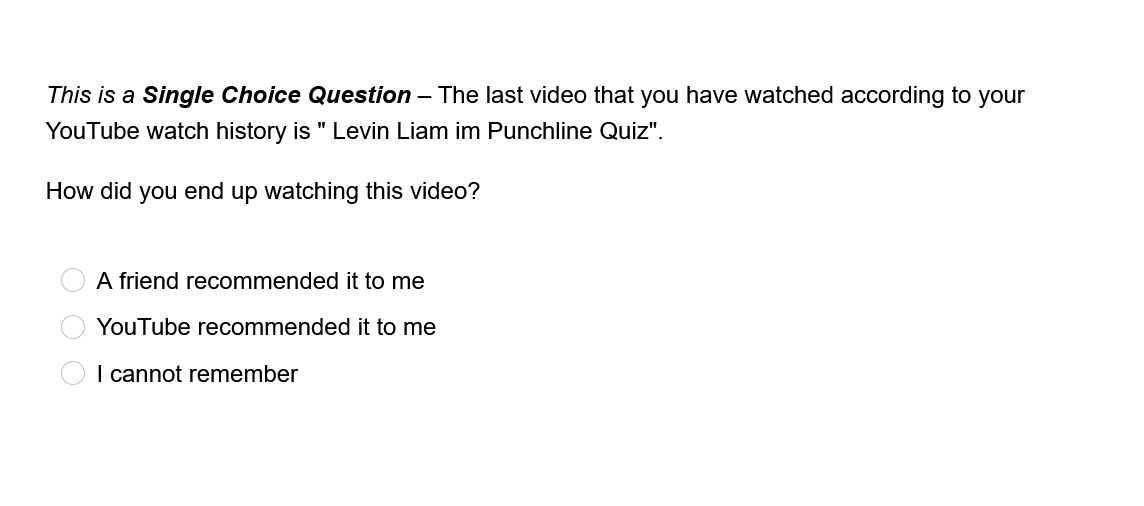 This is a Single Choice Question – The last video that you have watched according to your
YouTube watch history is " Levin Liam im Punchline Quiz".
How did you end up watching this video?
A friend recommended it to me
YouTube recommended it to me
I cannot remember